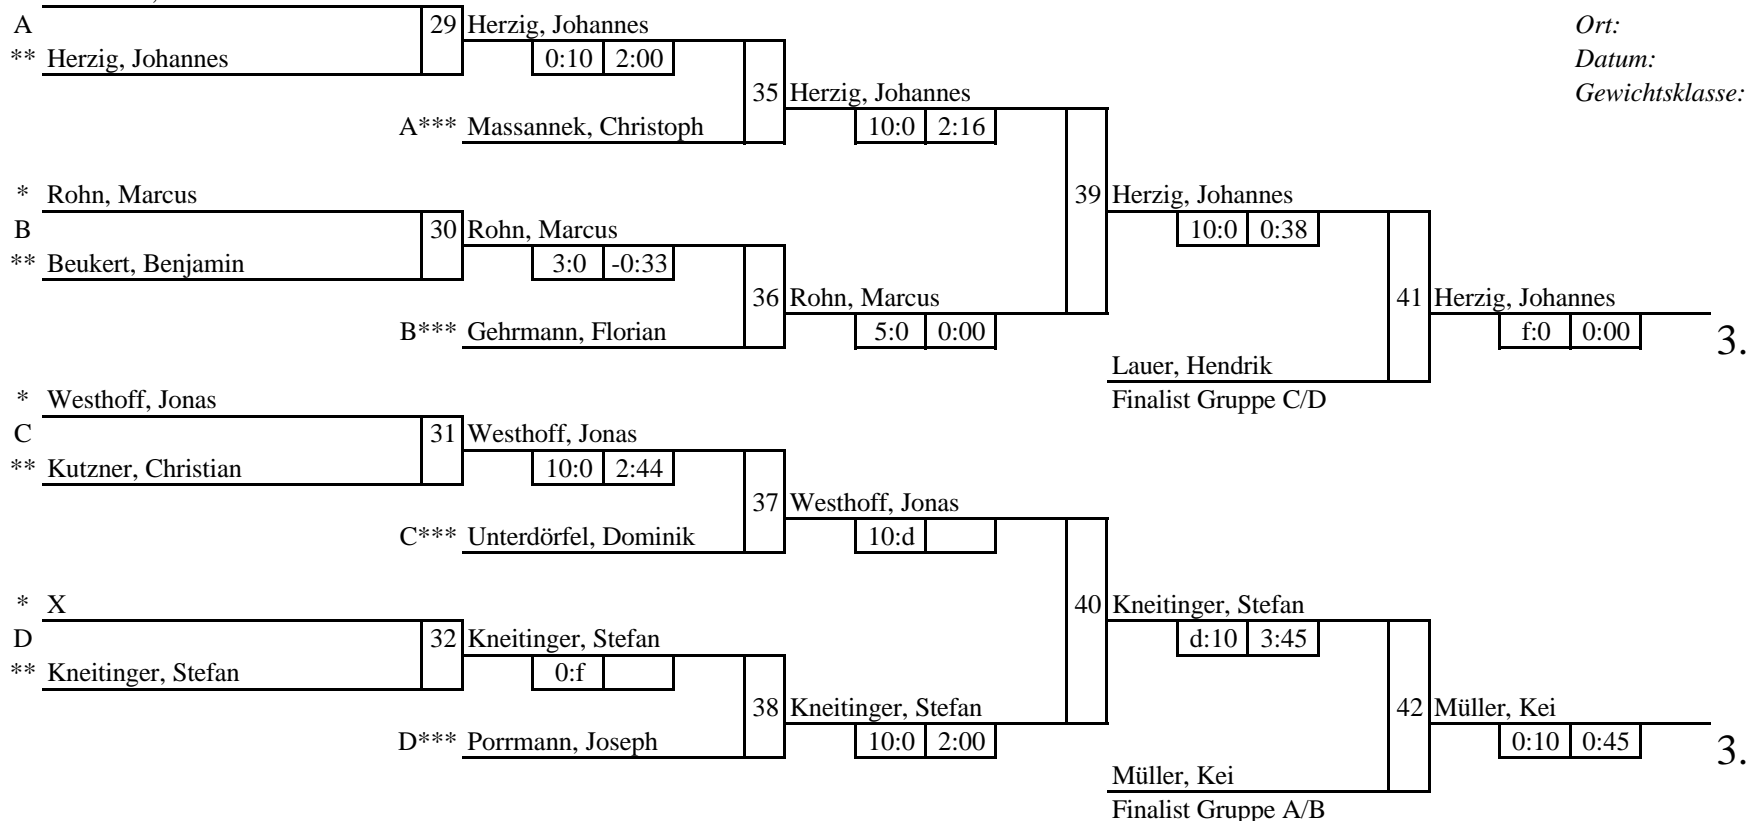 A 29 Herzig, Johannes Ort:
** Herzig, Johannes 0:10 2:00 Datum:
35 Herzig, Johannes Gewichtsklasse:
A*** Massannek, Christoph 10:0 2:16
* Rohn, Marcus 39 Herzig, Johannes
B 30 Rohn, Marcus 10:0 0:38
** Beukert, Benjamin 3:0 -0:33
36 Rohn, Marcus 41 Herzig, Johannes
B*** Gehrmann, Florian 5:0 0:00 f:0 0:00 3.
Lauer, Hendrik
* Westhoff, Jonas Finalist Gruppe C/D
C 31 Westhoff, Jonas
** Kutzner, Christian 10:0 2:44
37 Westhoff, Jonas
C*** Unterdörfel, Dominik 10:d
* X 40 Kneitinger, Stefan
D 32 Kneitinger, Stefan d:10 3:45
** Kneitinger, Stefan 0:f
38 Kneitinger, Stefan 42 Müller, Kei
D*** Porrmann, Joseph 10:0 2:00 0:10 0:45 3.
Müller, Kei
Finalist Gruppe A/B